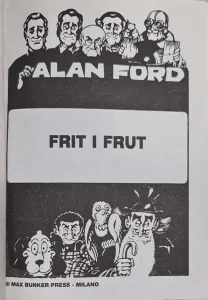 ALAN FORD
FRIT I FRUT
© MAX BUNKER PRESS - MILANO